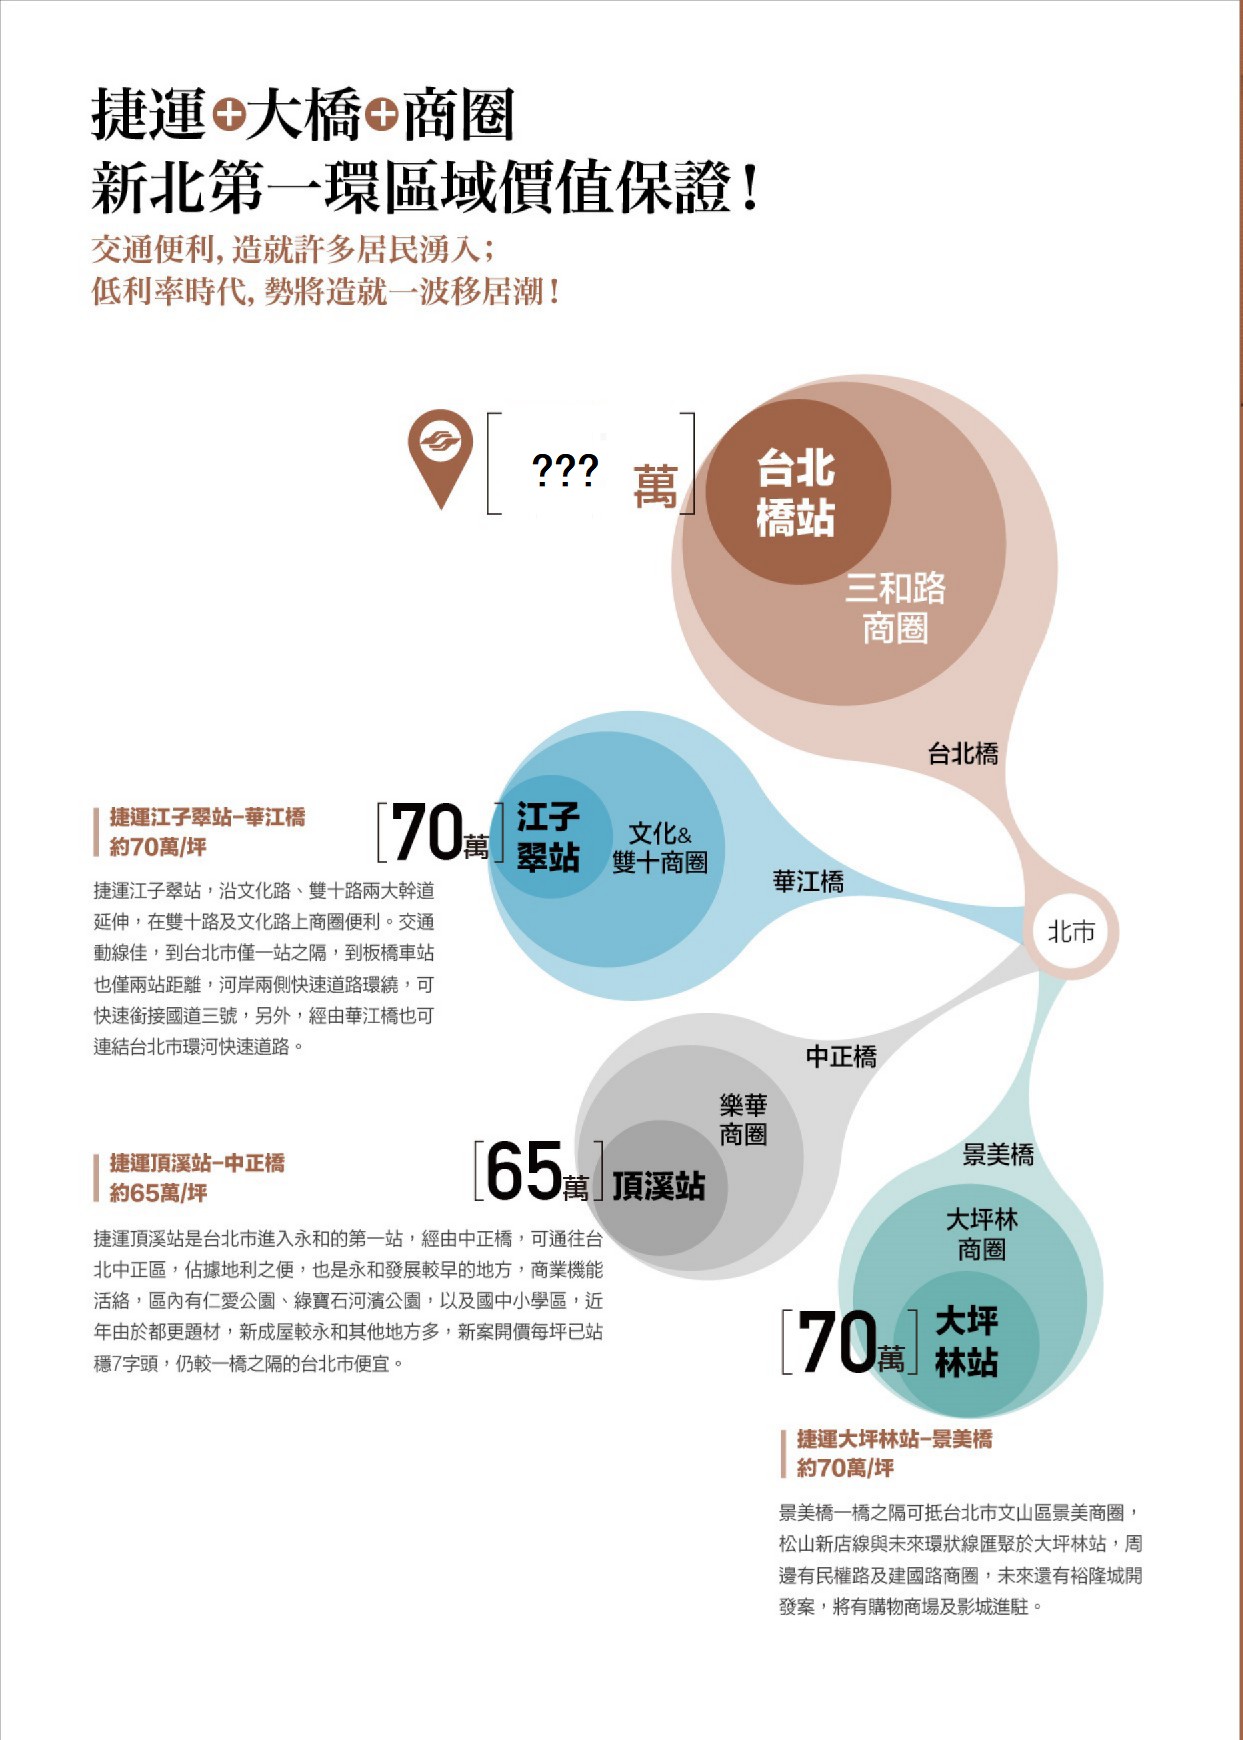 捷運+大橋+商圈
新北第一環區域價值保證!
交通便利, 造就許多居民湧入;
低利率時代, 勢將造就一波移居潮!
??? 萬
台北
橋站
三和路
商圈
台北橋
捷運江子翠站-華江橋
約70萬/坪
70萬
江子
翠站
文化&
雙十商圈
華江橋
北市
捷運江子翠站,沿文化路、雙十路兩大幹道
延伸,在雙十路及文化路上商圈便利。交通
動線佳,到台北市僅一站之隔,到板橋車站
也僅兩站距離,河岸兩側快速道路環繞,可
快速銜接國道三號,另外,經由華江橋也可
連結台北市環河快速道路。
中正橋
樂華
商圈
捷運頂溪站-中正橋
約65萬/坪
65萬
頂溪站
捷運頂溪站是台北市進入永和的第一站,經由中正橋,可通往台
北中正區,佔據地利之便,也是永和發展較早的地方,商業機能
活絡,區內有仁愛公園、綠寶石河濱公園,以及國中小學區,近
年由於都更題材,新成屋較永和其他地方多,新案開價每坪已站
穩7字頭,仍較一橋之隔的台北市便宜。
景美橋
大坪林
商圈
70萬
大坪
林站
捷運大坪林站-景美橋
約70萬/坪
景美橋一橋之隔可抵台北市文山區景美商圈,
松山新店線與未來環狀線匯聚於大坪林站,周
邊有民權路及建國路商圈,未來還有裕隆城開
發案,將有購物商場及影城進駐。